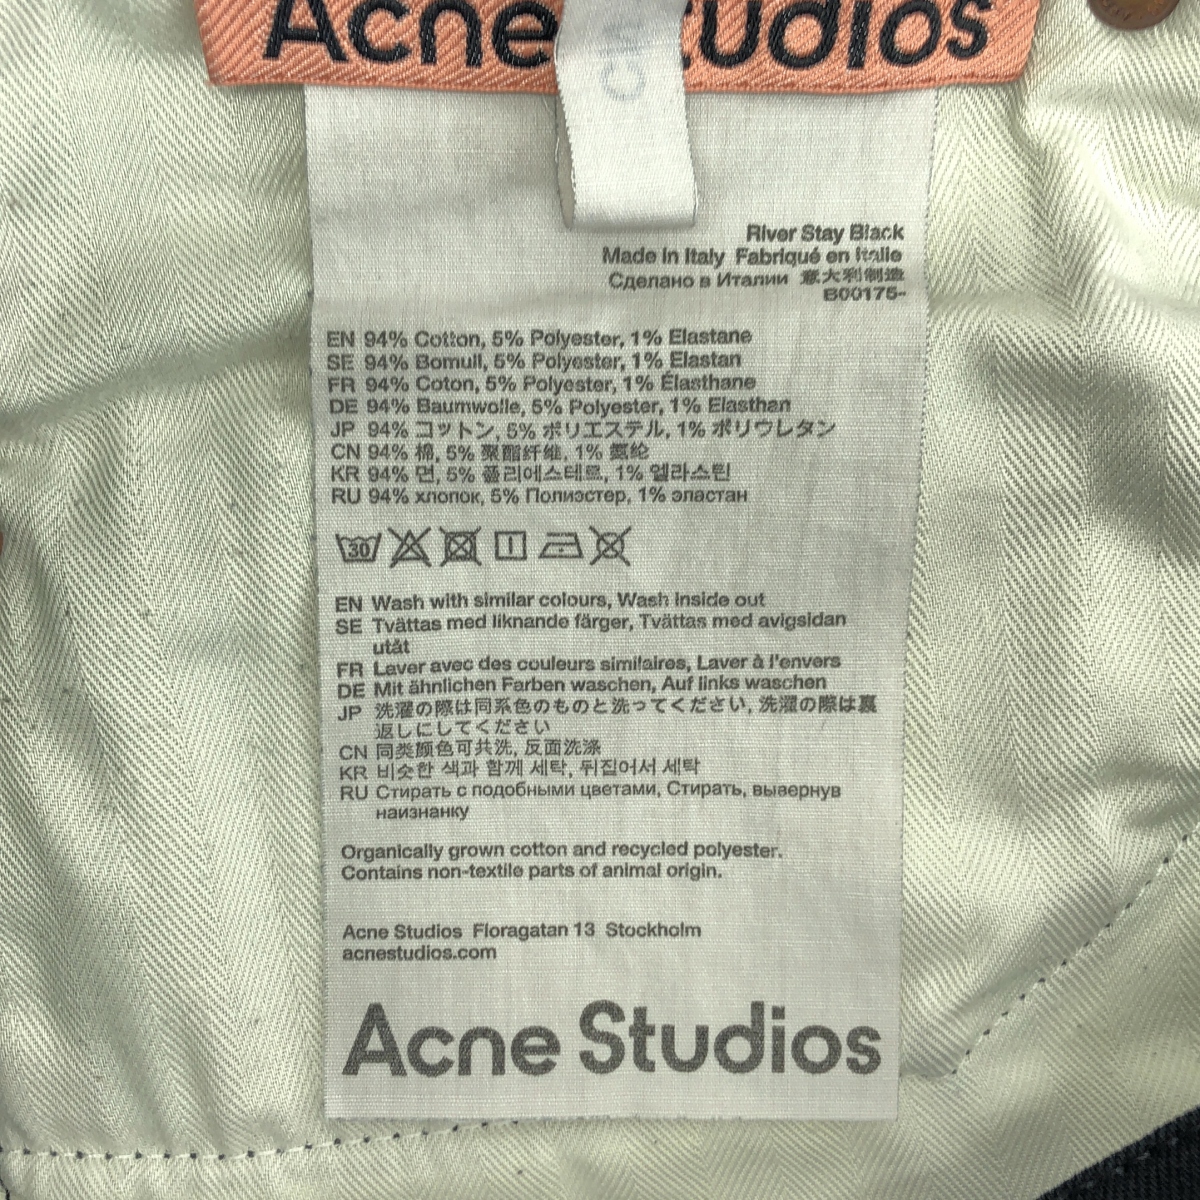 Acne Studios
River Stay Black
Made in Italy Fabriqué en Italie
Сделано в Италии 意大利制造
B00175-
EN 94% Cotton, 5% Polyester, 1% Elastane
SE 94% Bomull, 5% Polyester, 1% Elastan
FR 94% Coton, 5% Polyester, 1% Élasthane
DE 94% Baumwolle, 5% Polyester, 1% Elasthan
JP 94% コットン, 5% ポリエステル, 1% ポリウレタン
CN 94% 棉, 5% 聚酯纤维, 1% 氨纶
KR 94% 면, 5% 폴리에스테르, 1% 엘라스틴
RU 94% хлопок, 5% Полиэстер, 1% эластан
30
EN Wash with similar colours, Wash inside out
SE Tvättas med liknande färger, Tvättas med avigsidan
utåt
FR Laver avec des couleurs similaires, Laver à l'envers
DE Mit ähnlichen Farben waschen, Auf links waschen
JP 洗濯の際は同系色のものと洗ってください, 洗濯の際は裏
返しにしてください
CN 同类颜色可共洗, 反面洗涤
KR 비슷한 색과 함께 세탁, 뒤집어서 세탁
RU Стирать с подобными цветами, Стирать, вывернув
наизнанку
Organically grown cotton and recycled polyester.
Contains non-textile parts of animal origin.
Acne Studios Floragatan 13 Stockholm
acnestudios.com
Acne Studios